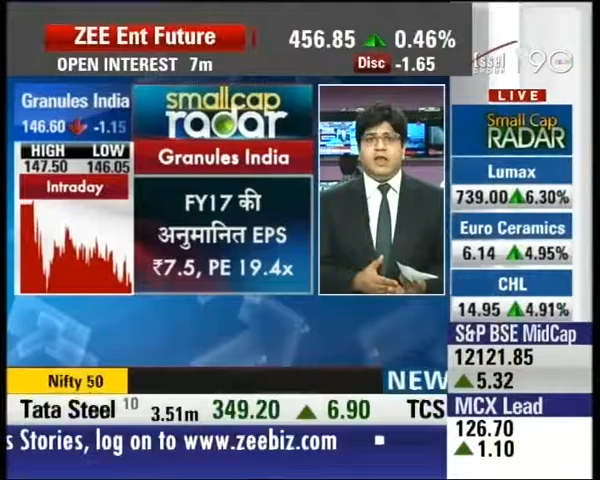 ZEE Ent Future
OPEN INTEREST 7m
456.85 0.46%
Disc -1.65
Essel
GROUP
90
LIVE
Granules India
146.60 -1.15
HIGH LOW
147.50 146.05
Intraday
smallcap
radar
Granules India
FY17 की
अनुमानित EPS
₹7.5, PE 19.4x
Small Cap
RADAR
Lumax
739.00 6.30%
Euro Ceramics
6.14 4.95%
CHL
14.95 4.91%
S&P BSE MidCap
12121.85
5.32
MCX Lead
126.70
1.10
Nifty 50
NEW
Tata Steel 10 3.51m 349.20 6.90 TCS
s Stories, log on to www.zeebiz.com